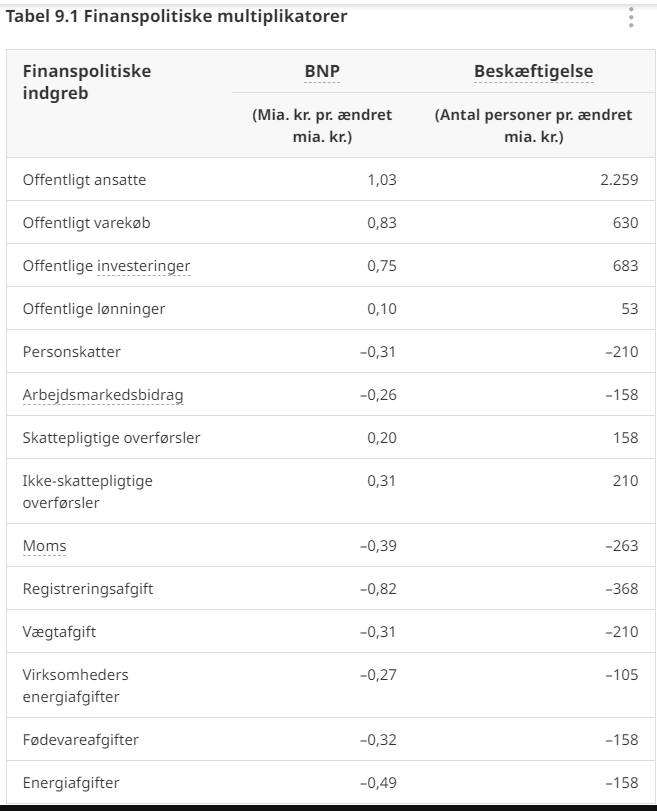 Tabel 9.1 Finanspolitiske multiplikatorer
Finanspolitiske indgreb BNP Beskæftigelse
(Mia. kr. pr. ændret mia. kr.) (Antal personer pr. ændret mia. kr.)
Offentligt ansatte 1,03 2.259
Offentligt varekøb 0,83 630
Offentlige investeringer 0,75 683
Offentlige lønninger 0,10 53
Personskatter –0,31 –210
Arbejdsmarkedsbidrag –0,26 –158
Skattepligtige overførsler 0,20 158
Ikke-skattepligtige overførsler 0,31 210
Moms –0,39 –263
Registreringsafgift –0,82 –368
Vægtafgift –0,31 –210
Virksomheders energiafgifter –0,27 –105
Fødevareafgifter –0,32 –158
Energiafgifter –0,49 –158